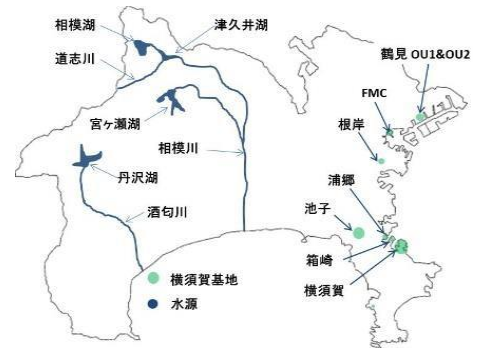 相模湖
津久井湖
道志川
鶴見 OU1&OU2
FMC
根岸
宮ヶ瀬湖
相模川
丹沢湖
浦郷
池子
酒匂川
箱崎
横須賀
横須賀基地
水源